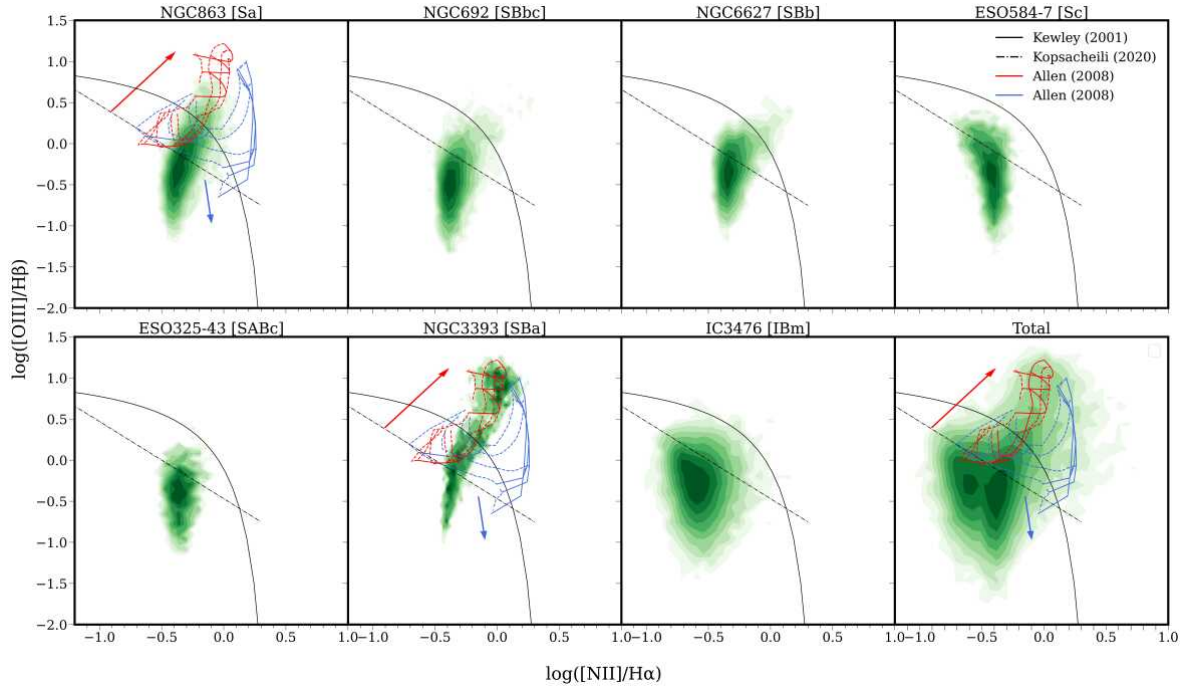 NGC863 [Sa]
NGC692 [SBbc]
NGC6627 [SBb]
ESO584-7 [Sc]
Kewley (2001)
Kopsacheili (2020)
Allen (2008)
Allen (2008)
1.5
1.0
0.5
0.0
−0.5
−1.0
−1.5
−2.0
log([OIII]/Hβ)
ESO325-43 [SABc]
NGC3393 [SBa]
IC3476 [IBm]
Total
1.5
1.0
0.5
0.0
−0.5
−1.0
−1.5
−2.0
−1.0 −0.5 0.0 0.5 1.0
−1.0 −0.5 0.0 0.5 1.0
−1.0 −0.5 0.0 0.5 1.0
−1.0 −0.5 0.0 0.5 1.0
log([NII]/Hα)